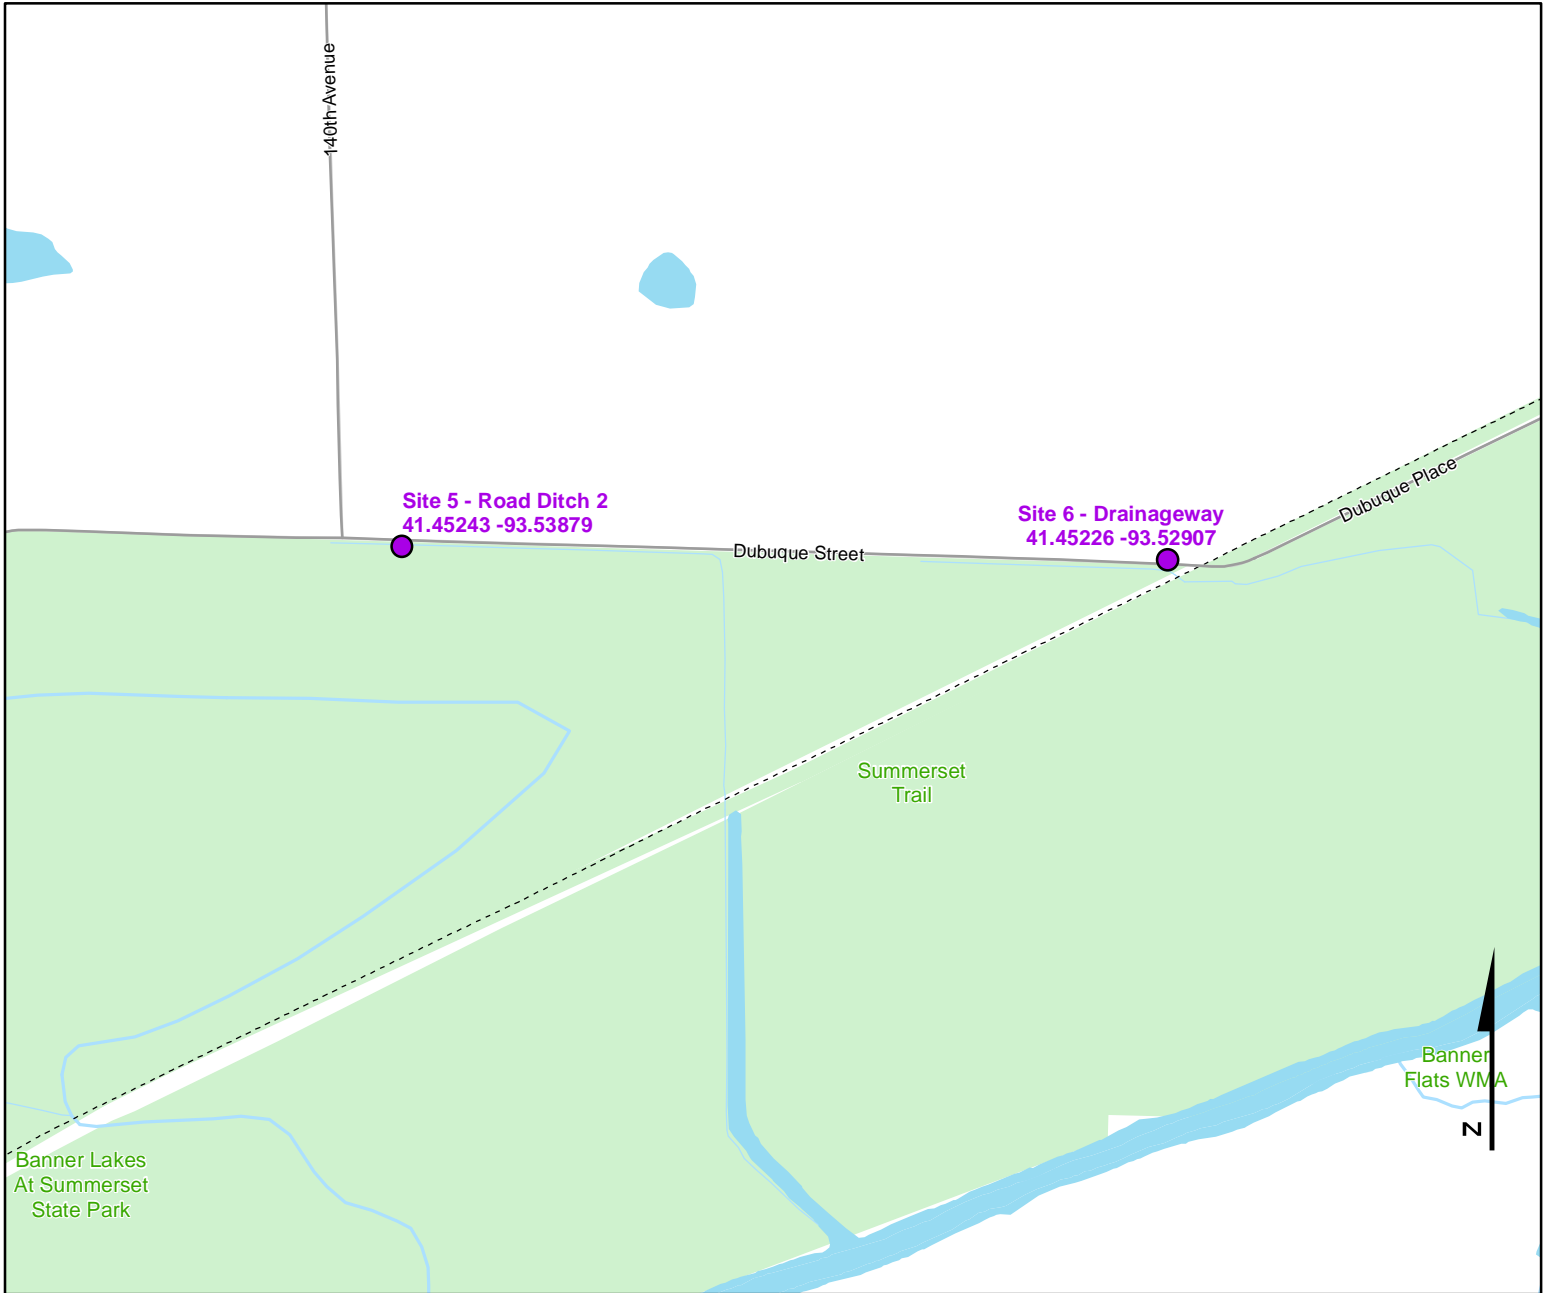 140th Avenue
Site 5 - Road Ditch 2
41.45243 -93.53879
Site 6 - Drainageway
41.45226 -93.52907
Dubuque Street
Dubuque Place
Summerset
Trail
Banner
Flats WMA
N
Banner Lakes
At Summerset
State Park